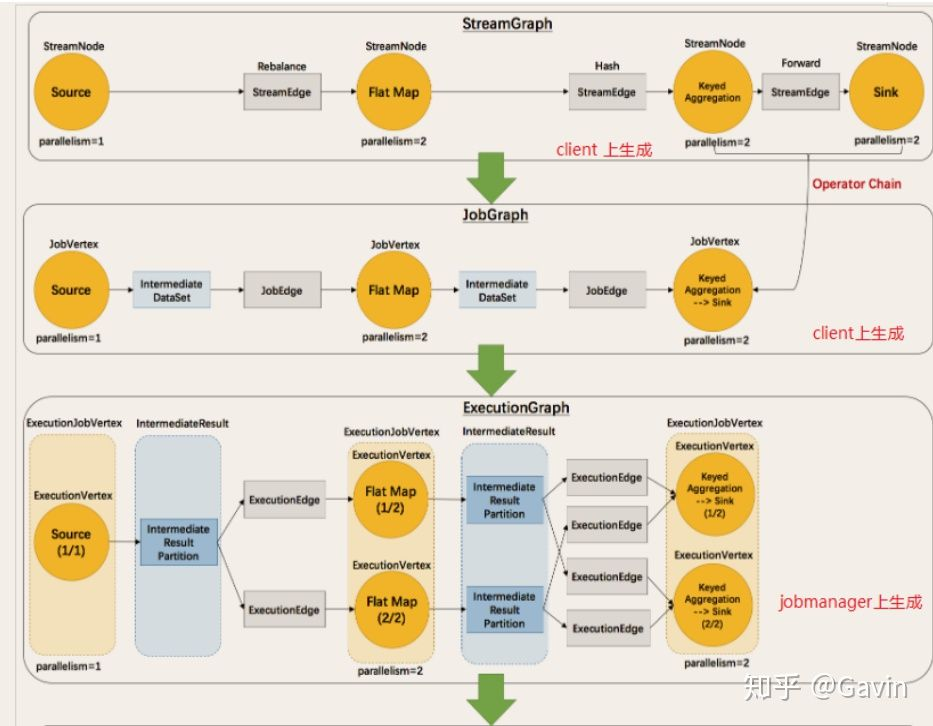 StreamGraph
StreamNode
StreamNode
StreamNode
StreamNode
Rebalance
Hash
Forward
Source
StreamEdge
Flat Map
StreamEdge
Keyed
Aggregation
StreamEdge
Sink
parallelism=1
parallelism=2
parallelism=2
parallelism=2
client 上生成
Operator Chain
JobGraph
JobVertex
JobVertex
JobVertex
Source
Intermediate
DataSet
JobEdge
Flat Map
Intermediate
DataSet
JobEdge
Keyed
Aggregation
--> Sink
parallelism=1
parallelism=2
parallelism=2
client上生成
ExecutionGraph
ExecutionJobVertex
IntermediateResult
ExecutionJobVertex
IntermediateResult
ExecutionJobVertex
ExecutionVertex
Source
(1/1)
Intermediate
Result
Partition
ExecutionEdge
ExecutionEdge
ExecutionVertex
Flat Map
(1/2)
ExecutionVertex
Flat Map
(2/2)
Intermediate
Result
Partition
Intermediate
Result
Partition
ExecutionEdge
ExecutionEdge
ExecutionEdge
ExecutionEdge
ExecutionVertex
Keyed
Aggregation
--> Sink
(1/2)
ExecutionVertex
Keyed
Aggregation
--> Sink
(2/2)
jobmanager上生成
parallelism=1
parallelism=2
parallelism=2
知乎 @Gavin